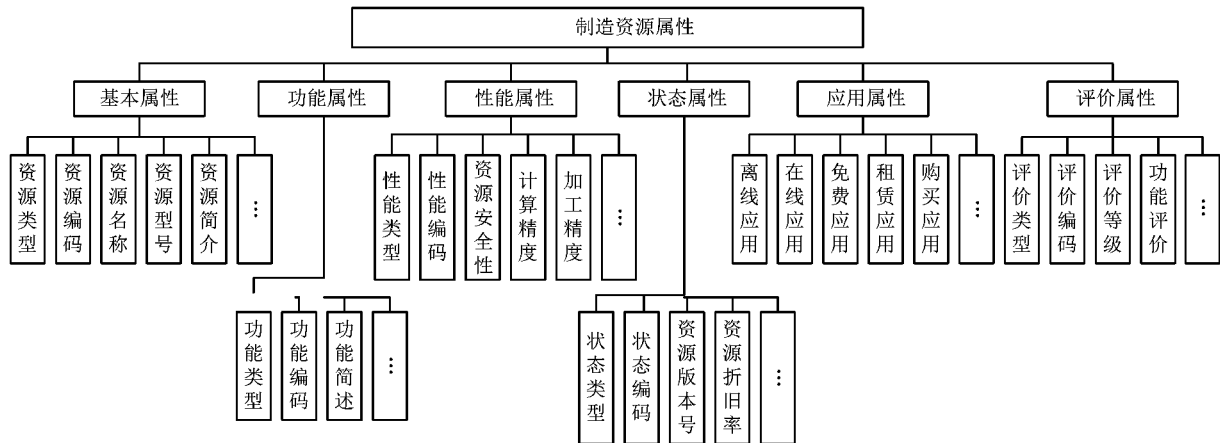 制造资源属性
基本属性
功能属性
性能属性
状态属性
应用属性
评价属性
资源类型
资源编码
资源名称
资源型号
资源简介
…
性能类型
性能编码
资源安全性
计算精度
加工精度
…
离线应用
在线应用
免费应用
租赁应用
购买应用
…
评价类型
评价编码
评价等级
功能评价
…
功能类型
功能编码
功能简述
…
状态类型
状态编码
资源版本号
资源折旧率
…